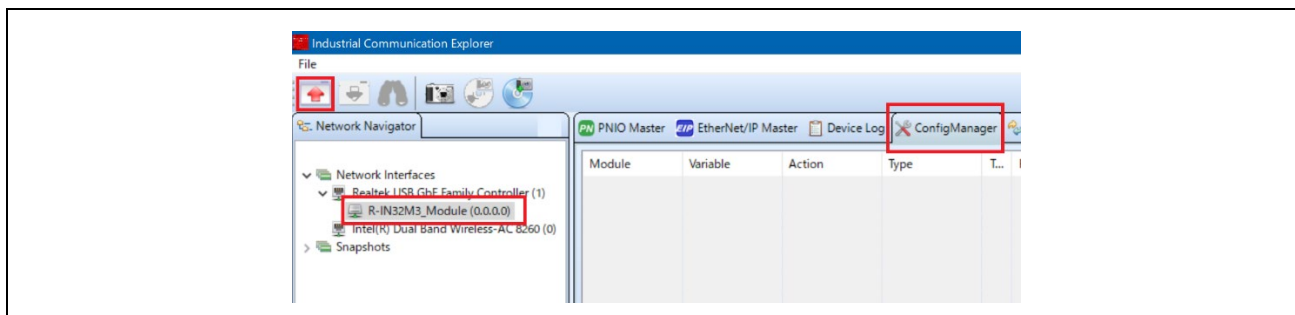 Industrial Communication Explorer
File
Network Navigator
PN PNIO Master EIP EtherNet/IP Master Device Log ConfigManager
Module Variable Action Type T...
Network Interfaces
Realtek USB GbE Family Controller (1)
R-IN32M3_Module (0.0.0.0)
Intel(R) Dual Band Wireless-AC 8260 (0)
Snapshots